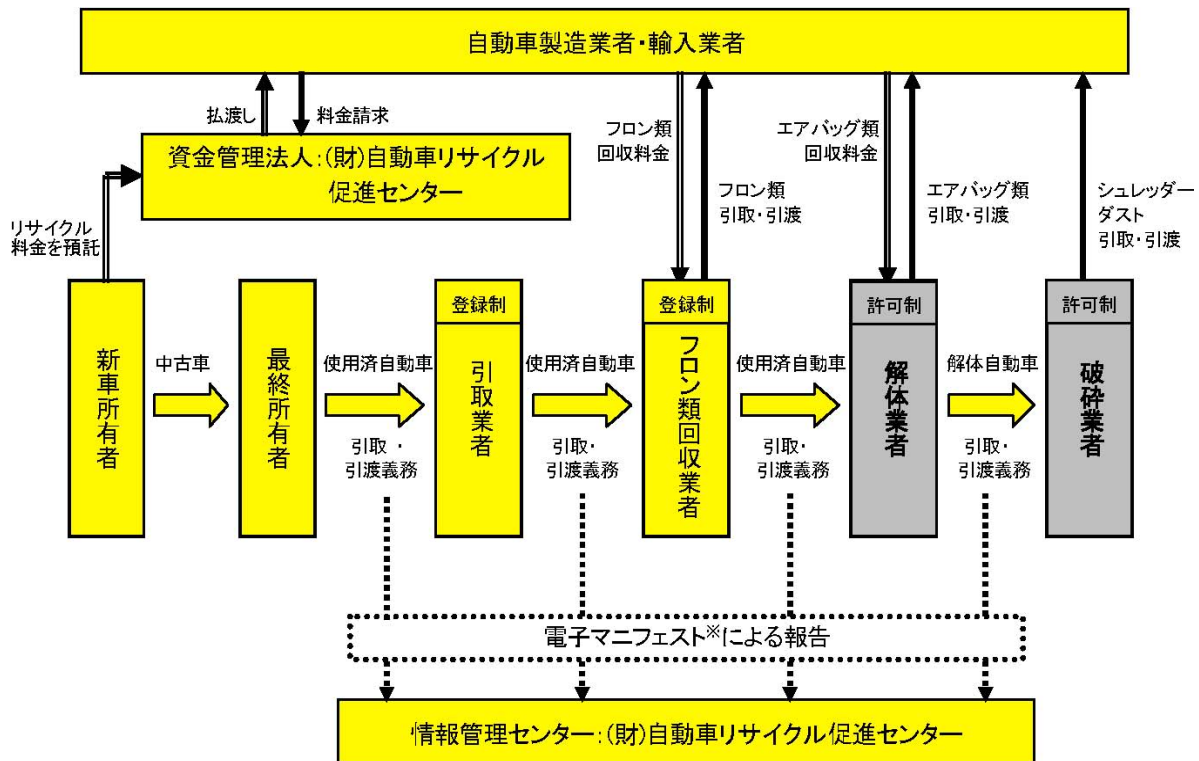 自動車製造業者・輸入業者
払渡し
料金請求
フロン類
回収料金
エアバッグ類
回収料金
資金管理法人:(財)自動車リサイクル
促進センター
フロン類
引取・引渡
エアバッグ類
引取・引渡
シュレッダー
ダスト
引取・引渡
リサイクル
料金を預託
新車所有者
中古車
最終所有者
使用済自動車
引取・
引渡義務
登録制
引取業者
使用済自動車
引取・
引渡義務
登録制
フロン類回収業者
使用済自動車
引取・
引渡義務
許可制
解体業者
解体自動車
引取・
引渡義務
許可制
破砕業者
電子マニフェスト※による報告
情報管理センター:(財)自動車リサイクル促進センター